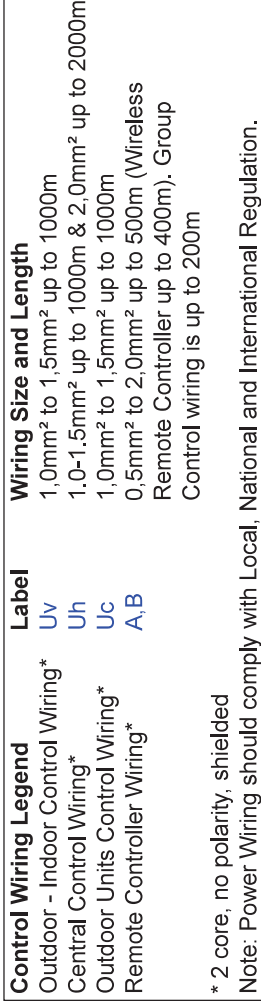 Control Wiring Legend Label Wiring Size and Length
Outdoor - Indoor Control Wiring* Uv 1,0mm² to 1,5mm² up to 1000m
Central Control Wiring* Uh 1.0-1.5mm² up to 1000m & 2,0mm² up to 2000m
Outdoor Units Control Wiring* Uc 1,0mm² to 1,5mm² up to 1000m
Remote Controller Wiring* A,B 0,5mm² to 2,0mm² up to 500m (Wireless
Remote Controller up to 400m). Group
Control wiring is up to 200m
* 2 core, no polarity, shielded
Note: Power Wiring should comply with Local, National and International Regulation.